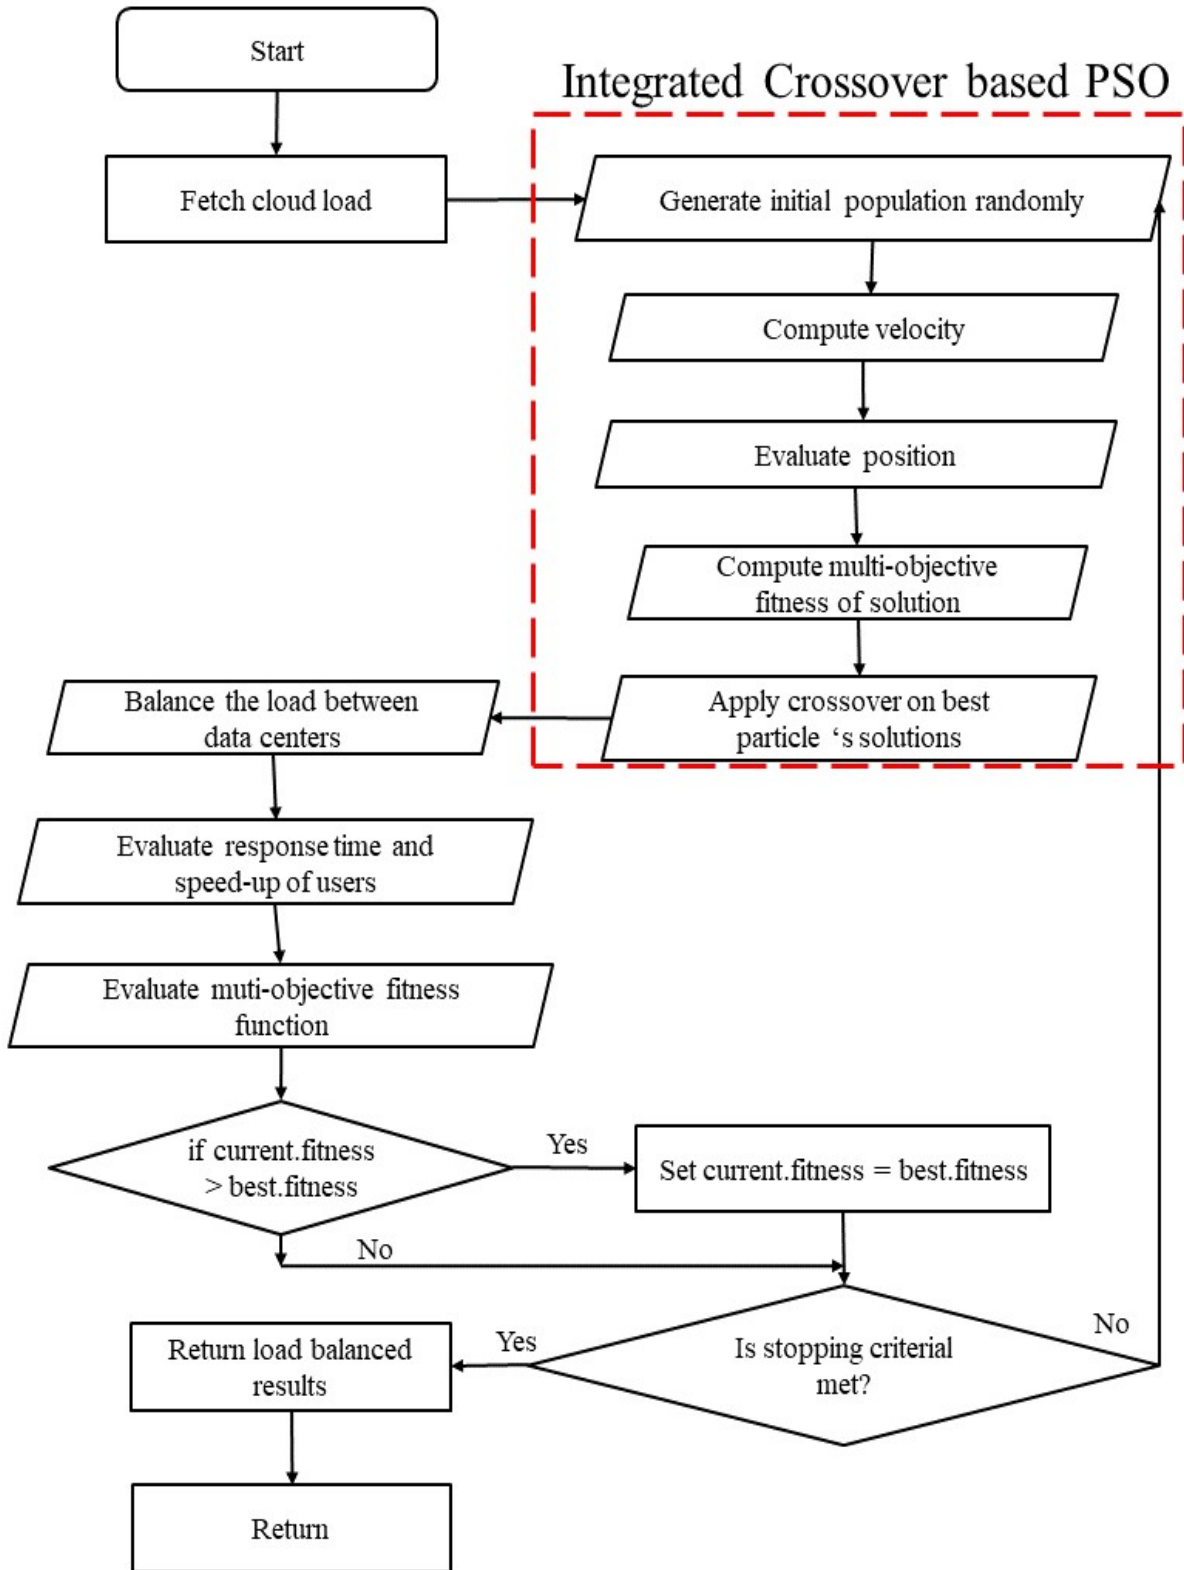 Start
Integrated Crossover based PSO
Fetch cloud load
Generate initial population randomly
Compute velocity
Evaluate position
Compute multi-objective
fitness of solution
Apply crossover on best
particle ‘s solutions
Balance the load between
data centers
Evaluate response time and
speed-up of users
Evaluate muti-objective fitness
function
if current.fitness
> best.fitness
Yes
Set current.fitness = best.fitness
No
Is stopping criterial
met?
No
Yes
Return load balanced
results
Return